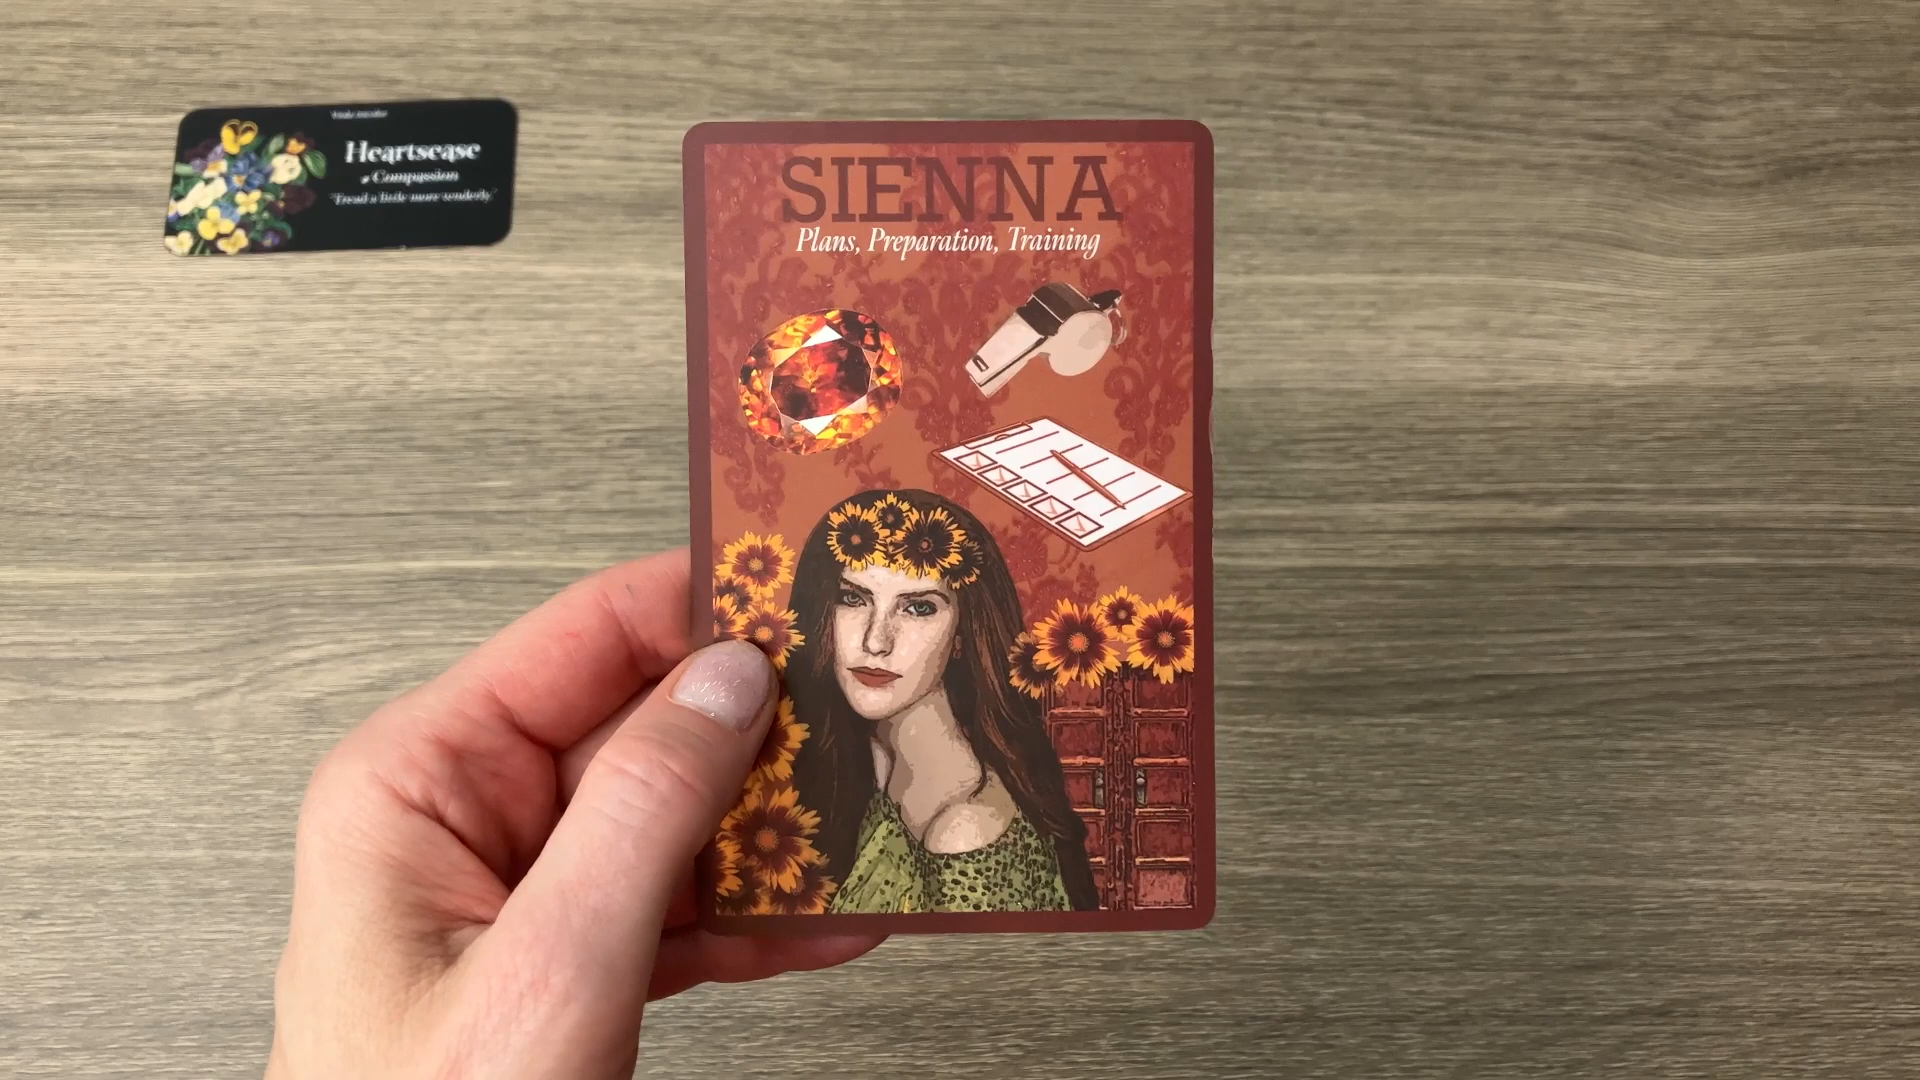 Heartsease
Compassion
"Tread a little more tenderly."
SIENNA
Plans, Preparation, Training